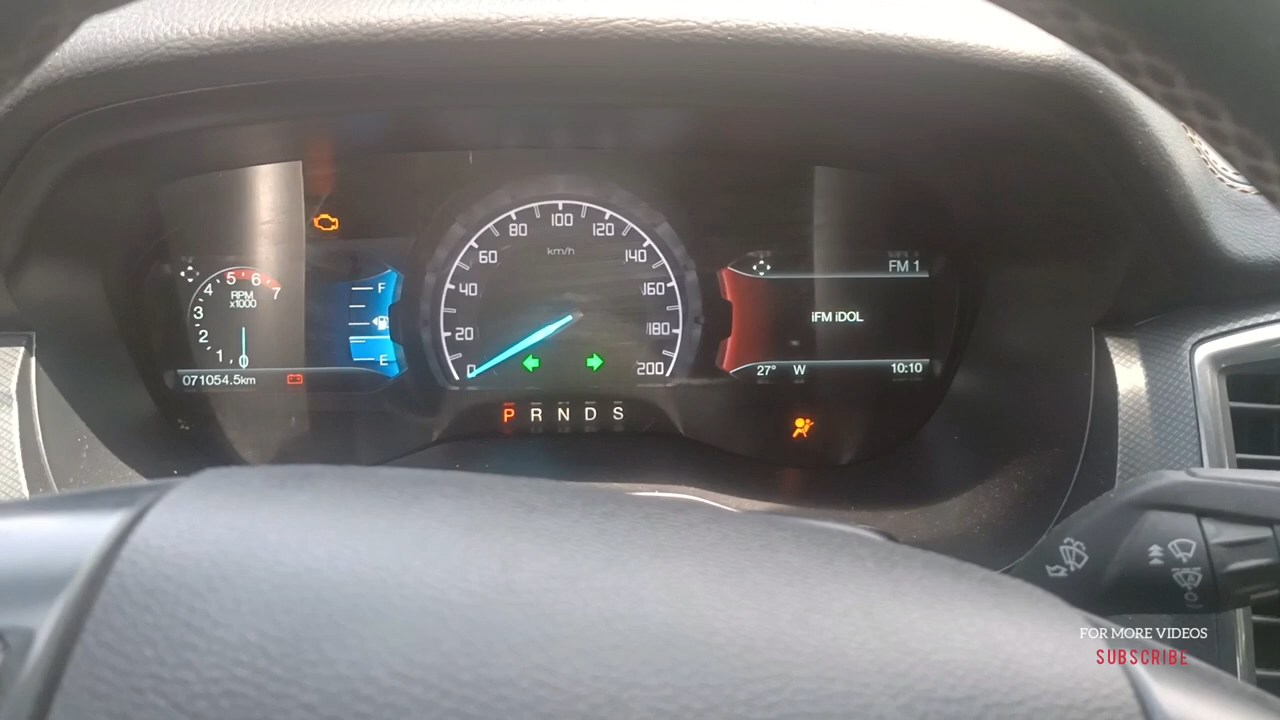 5 6
4 7
RPM
x1000
3
2
1 0
F
E
071054.5km
100
80 120
km/h
60 140
40 160
20 180
0 200
P R N D S
FM 1
iFM iDOL
27° W 10:10
FOR MORE VIDEOS
SUBSCRIBE